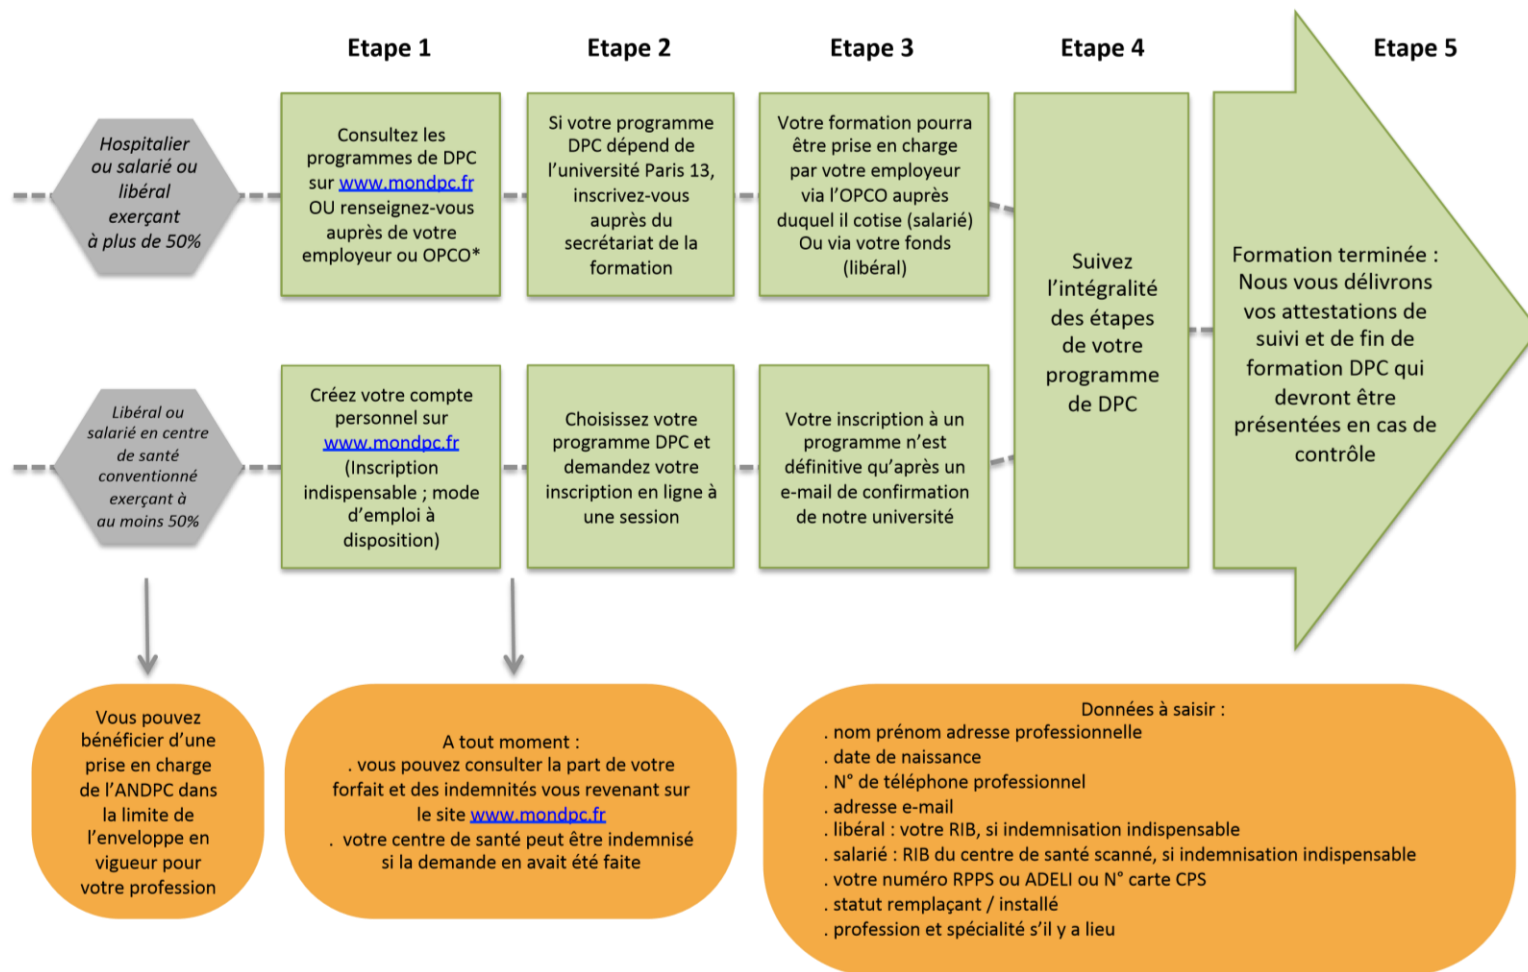 Etape 1
Etape 2
Etape 3
Etape 4
Etape 5
Hospitalier
ou salarié ou
libéral
exerçant
à plus de 50%
Consultez les
programmes de DPC
sur www.mondpc.fr
OU renseignez-vous
auprès de votre
employeur ou OPCO*
Si votre programme
DPC dépend de
l’université Paris 13,
inscrivez-vous
auprès du
secrétariat de la
formation
Votre formation pourra
être prise en charge
par votre employeur
via l’OPCO auprès
duquel il cotise (salarié)
Ou via votre fonds
(libéral)
Suivez
l’intégralité
des étapes
de votre
programme
de DPC
Formation terminée :
Nous vous délivrons
vos attestations de
suivi et de fin de
formation DPC qui
devront être
présentées en cas de
contrôle
Libéral ou
salarié en centre
de santé
conventionné
exerçant à
au moins 50%
Créez votre compte
personnel sur
www.mondpc.fr
(Inscription
indispensable ; mode
d’emploi à
disposition)
Choisissez votre
programme DPC et
demandez votre
inscription en ligne à
une session
Votre inscription à un
programme n’est
définitive qu’après un
e-mail de confirmation
de notre université
Vous pouvez
bénéficier d’une
prise en charge
de l’ANDPC dans
la limite de
l’enveloppe en
vigueur pour
votre profession
A tout moment :
. vous pouvez consulter la part de votre
forfait et des indemnités vous revenant sur
le site www.mondpc.fr
. votre centre de santé peut être indemnisé
si la demande en avait été faite
Données à saisir :
. nom prénom adresse professionnelle
. date de naissance
. N° de téléphone professionnel
. adresse e-mail
. libéral : votre RIB, si indemnisation indispensable
. salarié : RIB du centre de santé scanné, si indemnisation indispensable
. votre numéro RPPS ou ADELI ou N° carte CPS
. statut remplaçant / installé
. profession et spécialité s’il y a lieu